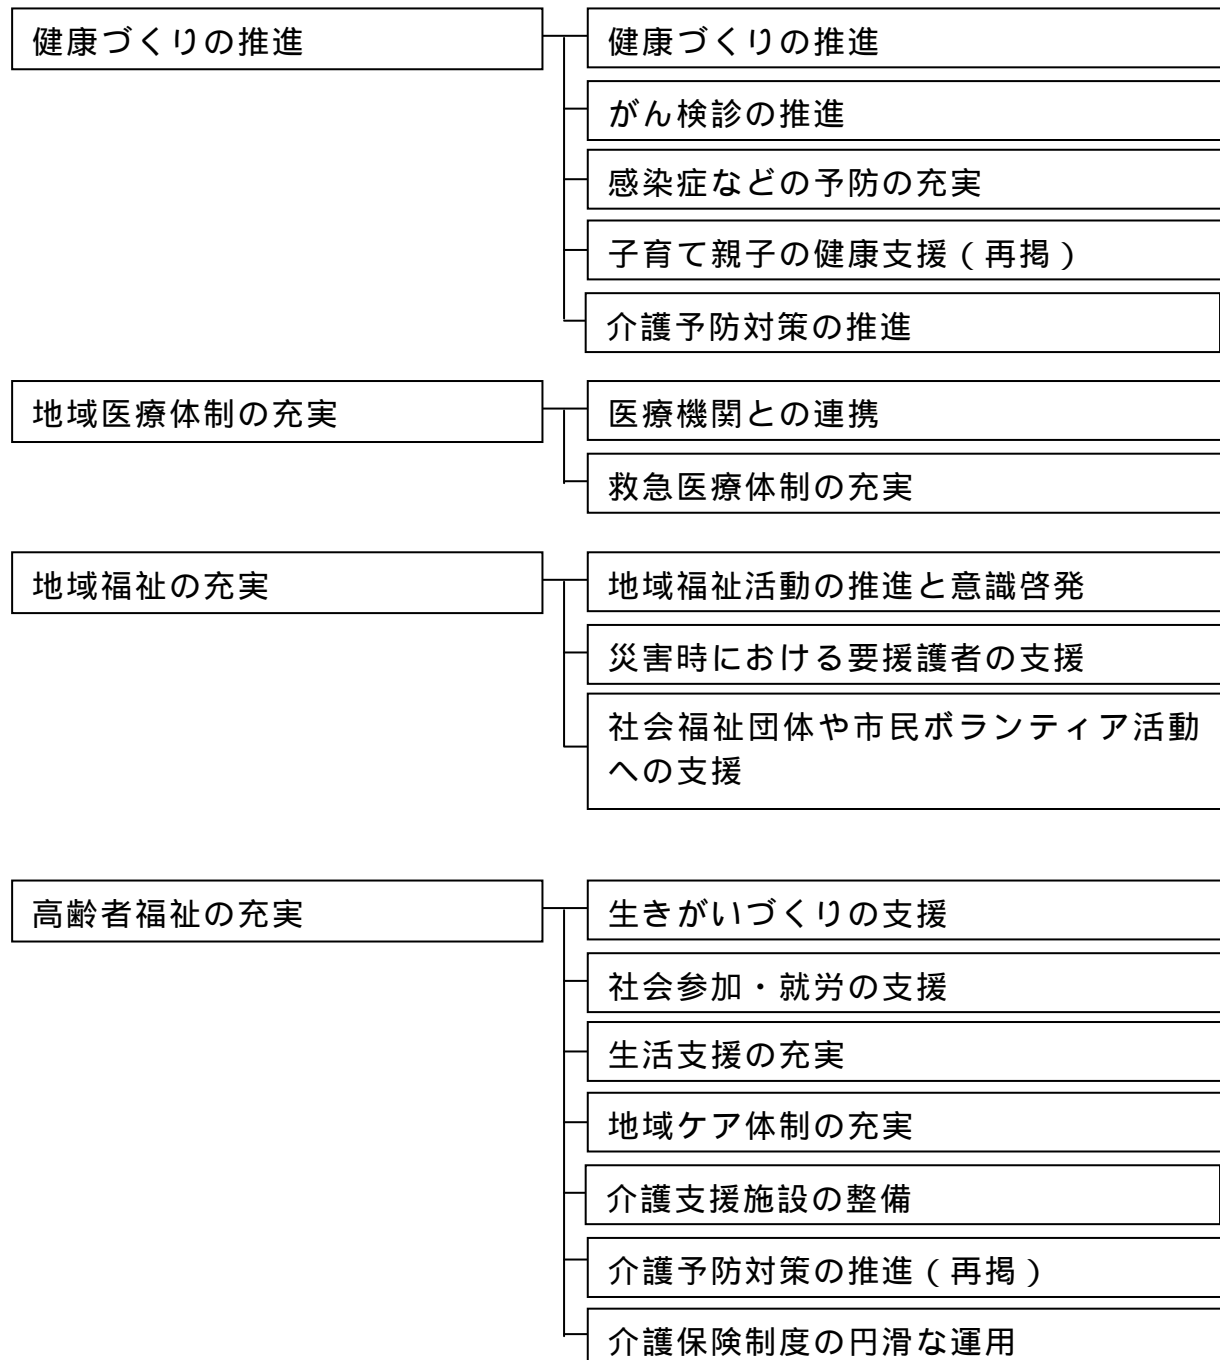 健康づくりの推進
健康づくりの推進
がん検診の推進
感染症などの予防の充実
子育て親子の健康支援（再掲）
介護予防対策の推進
地域医療体制の充実
医療機関との連携
救急医療体制の充実
地域福祉の充実
地域福祉活動の推進と意識啓発
災害時における要援護者の支援
社会福祉団体や市民ボランティア活動
への支援
高齢者福祉の充実
生きがいづくりの支援
社会参加・就労の支援
生活支援の充実
地域ケア体制の充実
介護支援施設の整備
介護予防対策の推進（再掲）
介護保険制度の円滑な運用